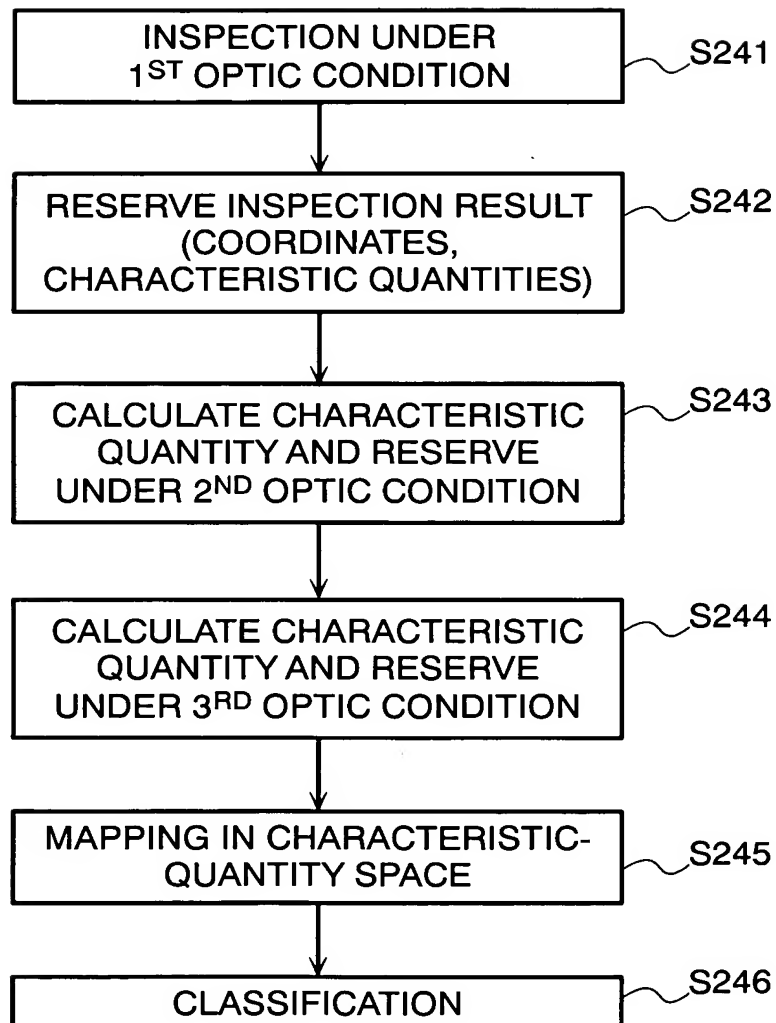 INSPECTION UNDER
1ST OPTIC CONDITION
S241
RESERVE INSPECTION RESULT
(COORDINATES,
CHARACTERISTIC QUANTITIES)
S242
CALCULATE CHARACTERISTIC
QUANTITY AND RESERVE
UNDER 2ND OPTIC CONDITION
S243
CALCULATE CHARACTERISTIC
QUANTITY AND RESERVE
UNDER 3RD OPTIC CONDITION
S244
MAPPING IN CHARACTERISTIC-
QUANTITY SPACE
S245
CLASSIFICATION
S246